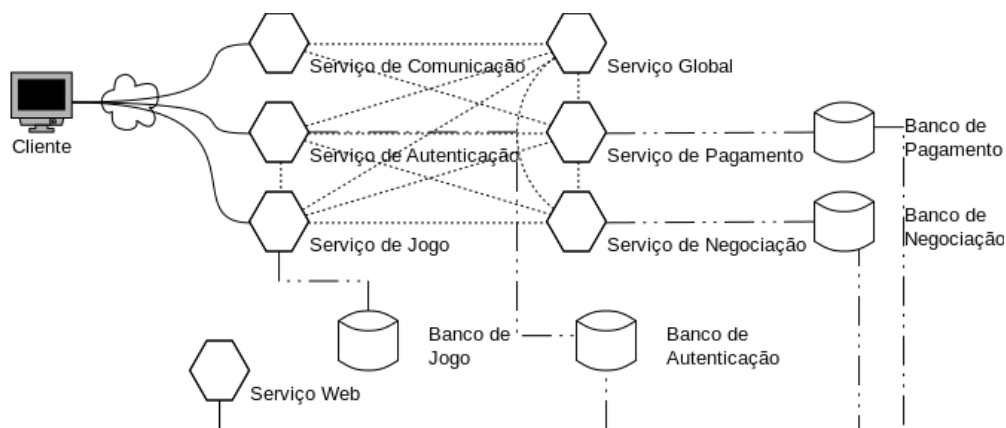 Serviço de Comunicação
Serviço Global
Cliente
Serviço de Autenticação
Serviço de Pagamento
Banco de
Pagamento
Serviço de Jogo
Serviço de Negociação
Banco de
Negociação
Banco de
Jogo
Banco de
Autenticação
Serviço Web